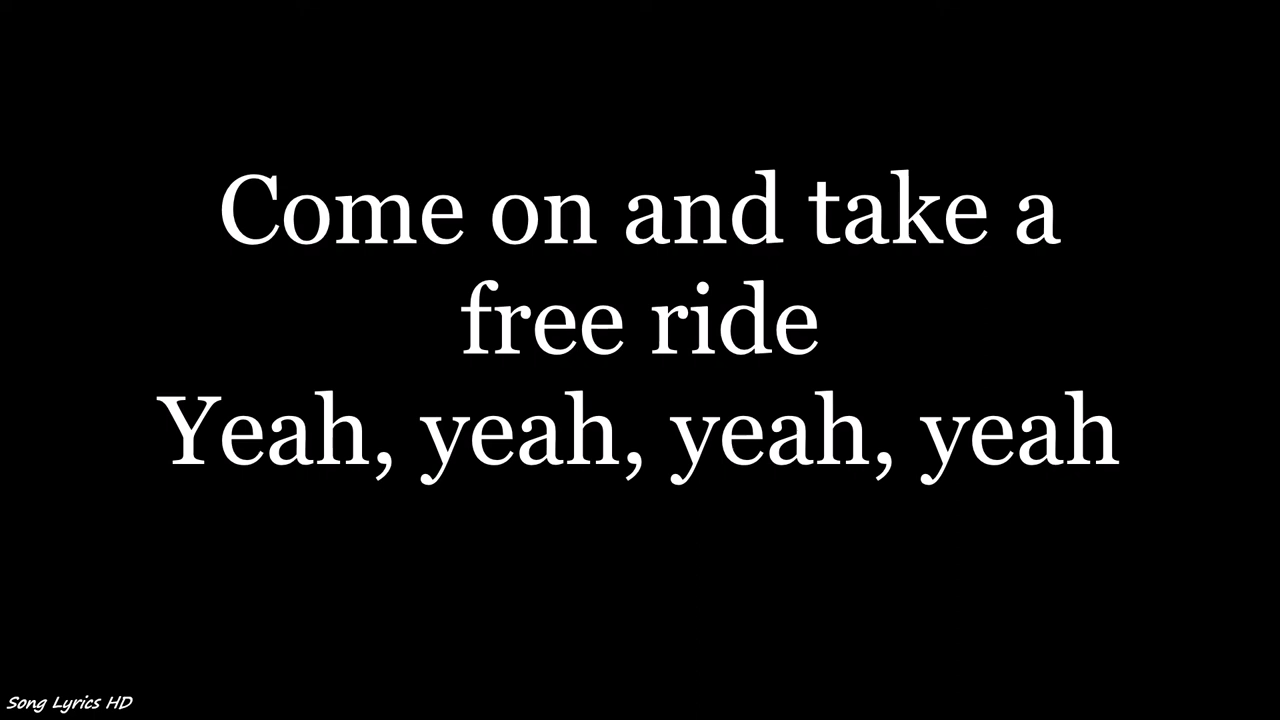 Come on and take a
free ride
Yeah, yeah, yeah, yeah
Song Lyrics HD